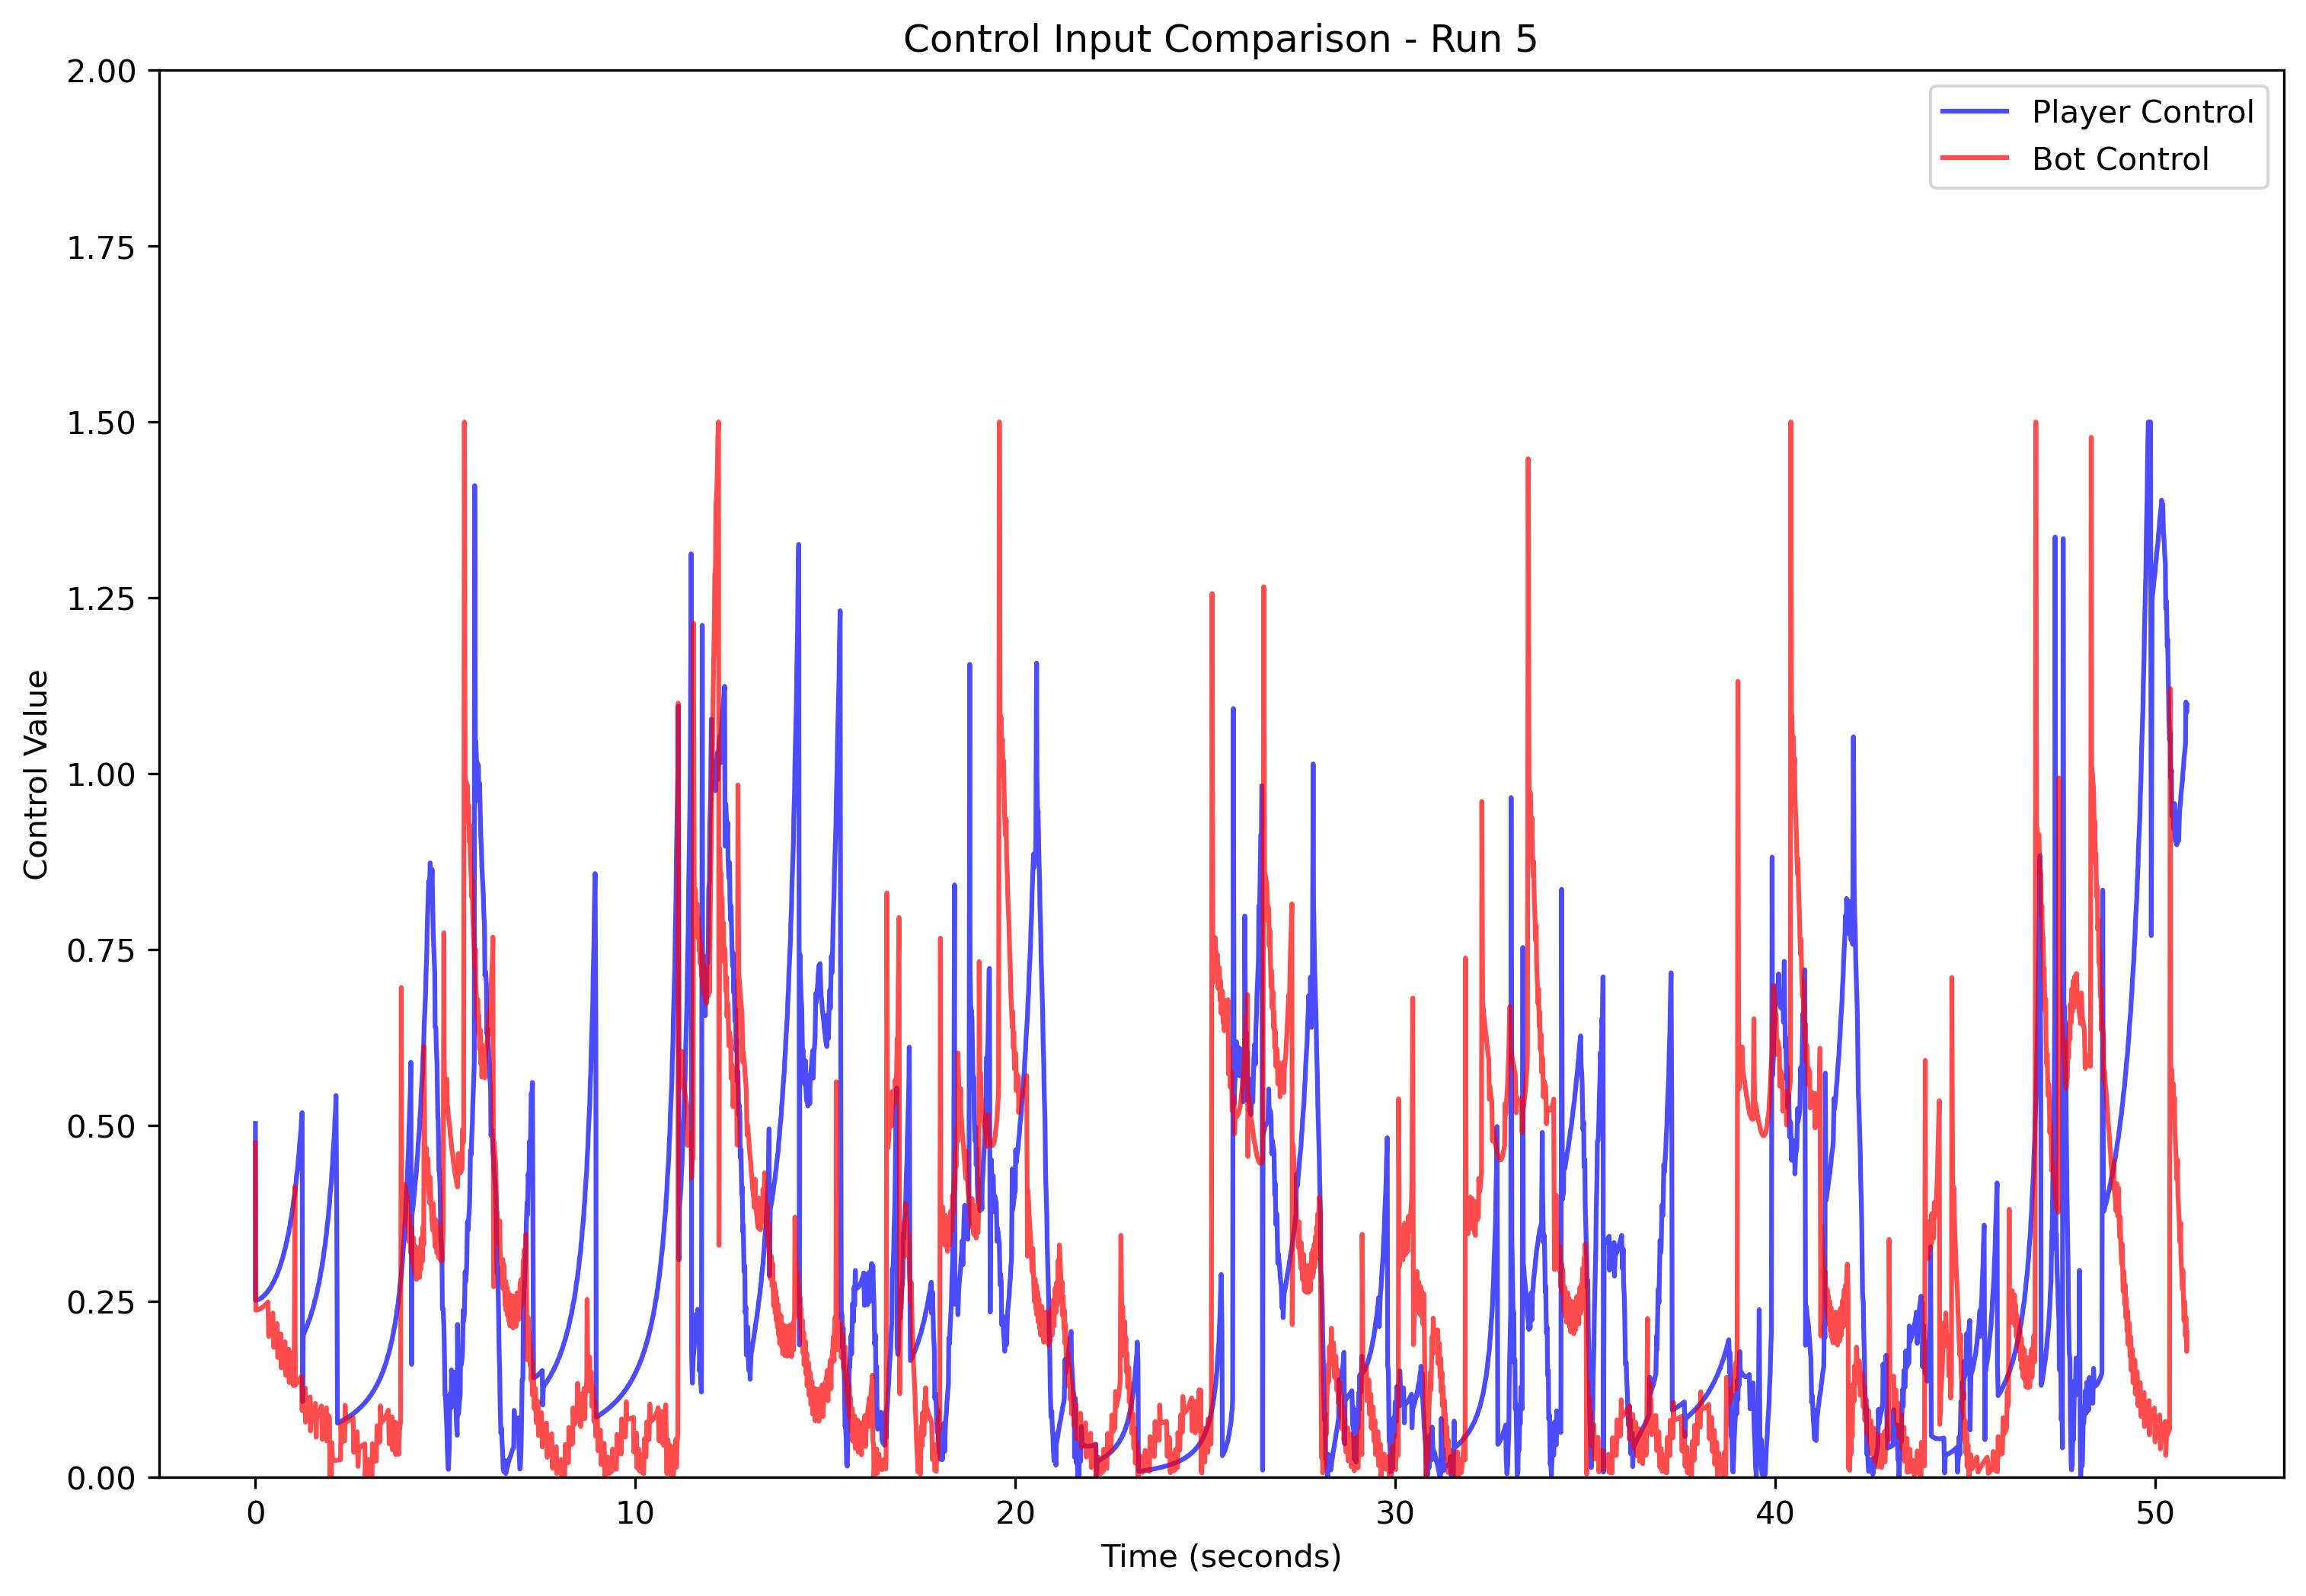 Control Input Comparison - Run 5
Player Control
Bot Control
Control Value
2.00
1.75
1.50
1.25
1.00
0.75
0.50
0.25
0.00
0 10 20 30 40 50
Time (seconds)